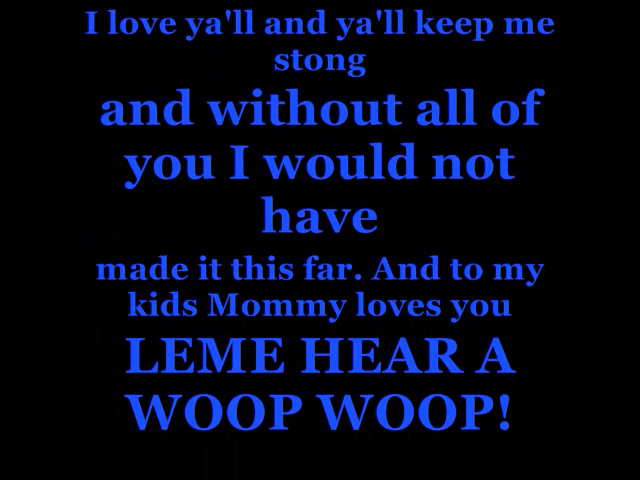 I love ya'll and ya'll keep me
stong
and without all of
you I would not
have
made it this far. And to my
kids Mommy loves you
LEME HEAR A
WOOP WOOP!